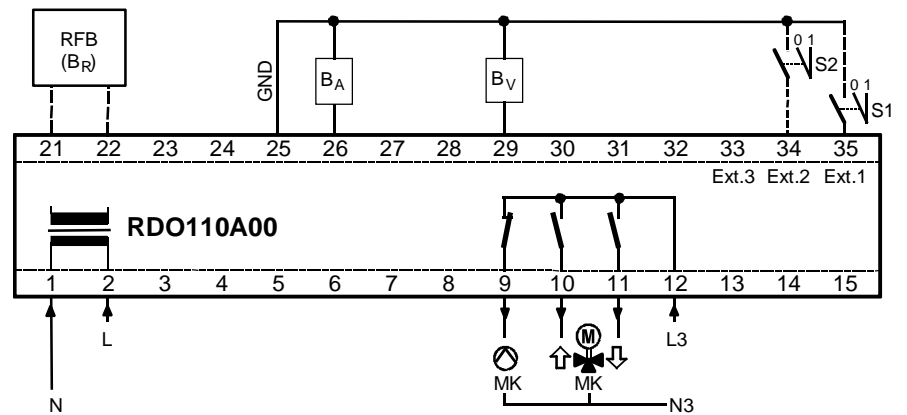 RFB
(BR)
GND
BA
BV
0 1
S2
0 1
S1
21 22 23 24 25 26 27 28 29 30 31 32 33 34 35
Ext.3 Ext.2 Ext.1
RDO110A00
1 2 3 4 5 6 7 8 9 10 11 12 13 14 15
M
L
L3
MK
MK
N
N3